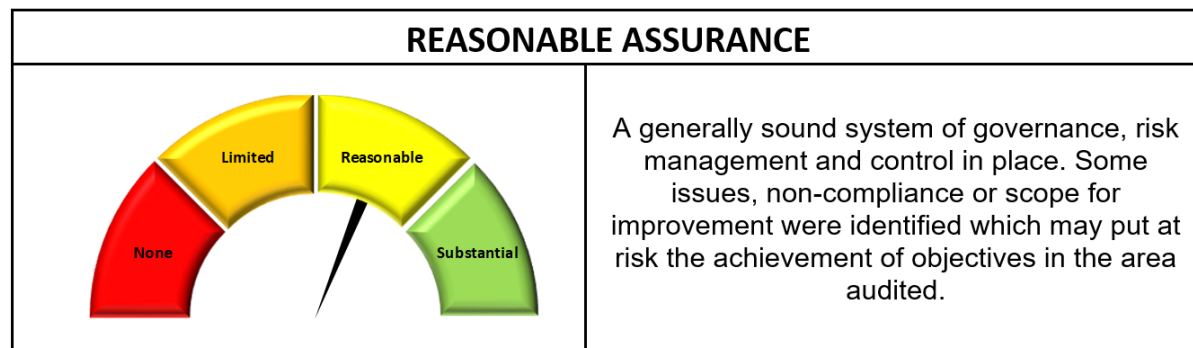 REASONABLE ASSURANCE
Limited
Reasonable
None
Substantial
A generally sound system of governance, risk
management and control in place. Some
issues, non-compliance or scope for
improvement were identified which may put at
risk the achievement of objectives in the area
audited.